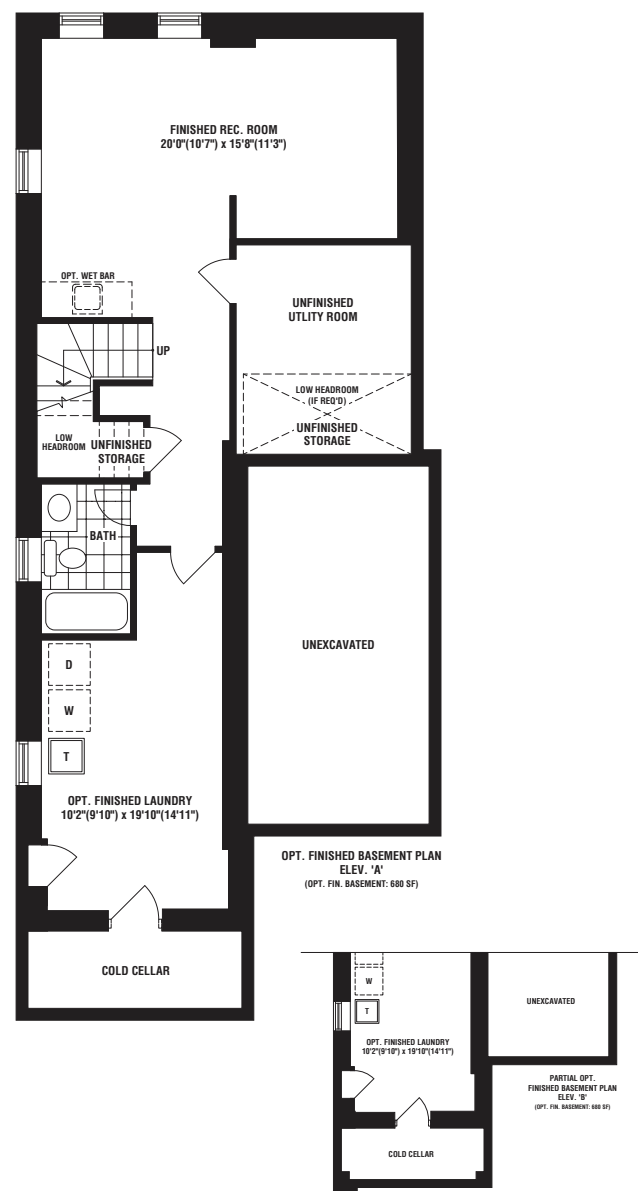 FINISHED REC. ROOM
20'0"(10'7") x 15'8"(11'3")
OPT. WET BAR
UNFINISHED
UTLITY ROOM
UP
LOW HEADROOM
(IF REQ'D)
UNFINISHED
STORAGE
LOW
HEADROOM
UNFINISHED
STORAGE
BATH
UNEXCAVATED
D
W
T
OPT. FINISHED LAUNDRY
10'2"(9'10") x 19'10"(14'11")
OPT. FINISHED BASEMENT PLAN
ELEV. 'A'
(OPT. FIN. BASEMENT: 680 SF)
COLD CELLAR
W
T
UNEXCAVATED
OPT. FINISHED LAUNDRY
10'2"(9'10") x 19'10"(14'11")
PARTIAL OPT.
FINISHED BASEMENT PLAN
ELEV. 'B'
(OPT. FIN. BASEMENT: 680 SF)
COLD CELLAR